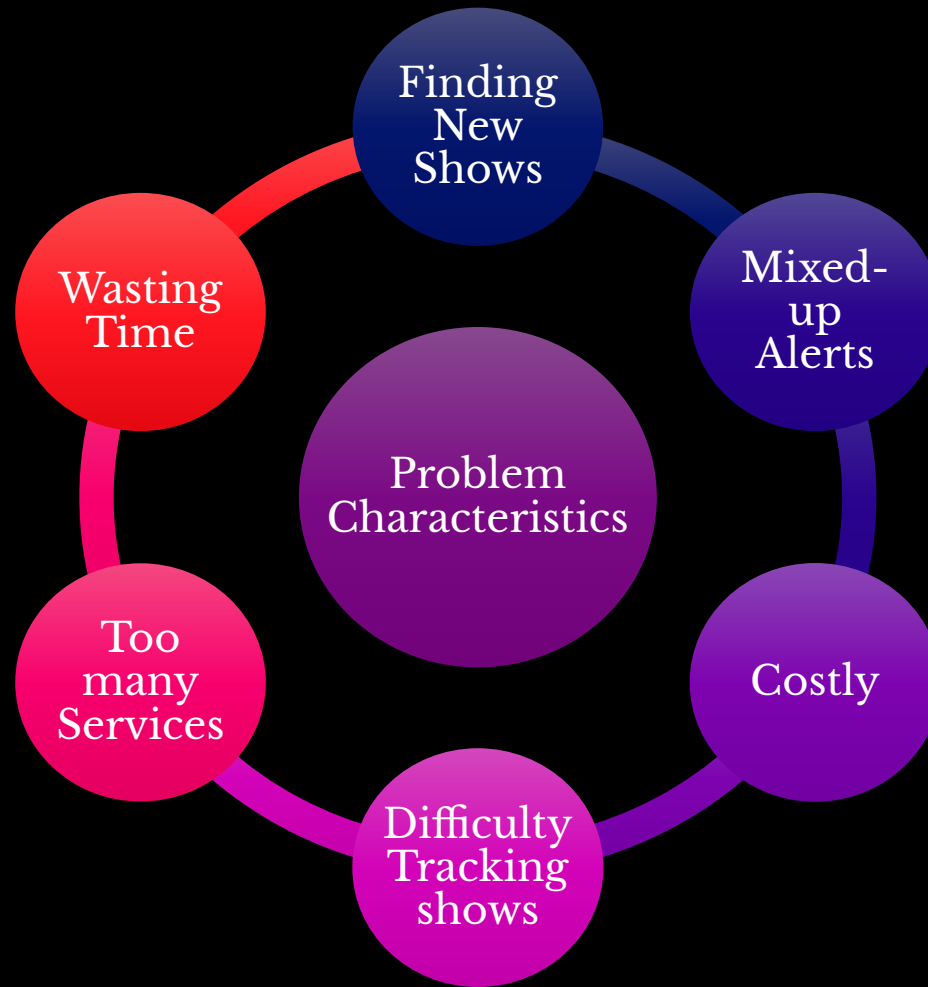 Finding
New
Shows
Mixed-
up
Alerts
Costly
Difficulty
Tracking
shows
Too
many
Services
Wasting
Time
Problem
Characteristics